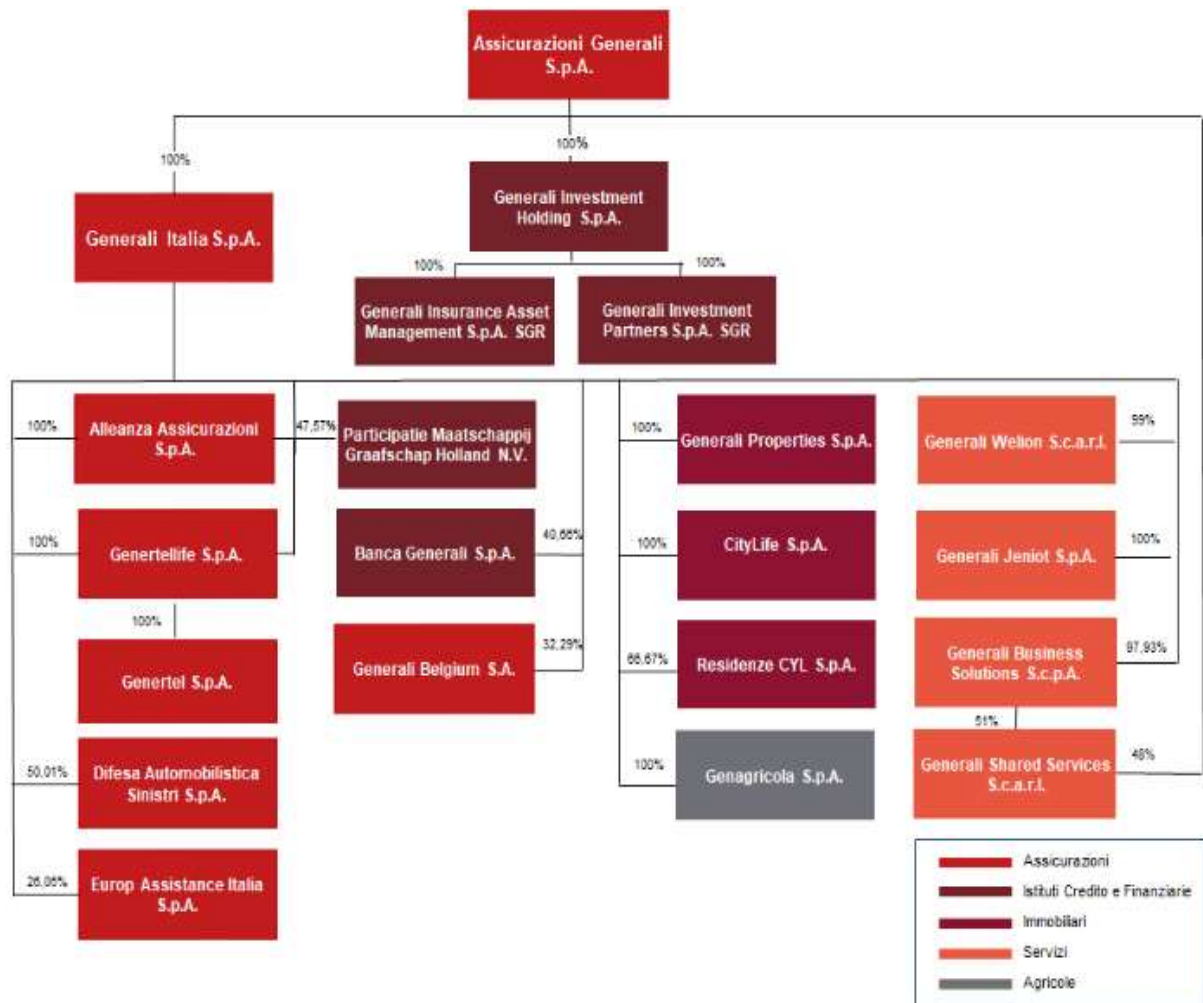 Assicurazioni Generali
S.p.A.
100%
100%
Generali Investment
Holding S.p.A.
Generali Italia S.p.A.
100%
100%
Generali Insurance Asset
Management S.p.A. SGR
Generali Investment
Partners S.p.A. SGR
100%
Alleanza Assicurazioni
S.p.A.
47,57%
Participatie Maatschappij
Graafschap Holland N.V.
100%
Generali Properties S.p.A.
Generali Welion S.c.a.r.l.
99%
100%
Genertellife S.p.A.
Banca Generali S.p.A.
100%
CityLife S.p.A.
Generali Jeniot S.p.A.
100%
100%
Genertel S.p.A.
Generali Belgium S.A.
32,29%
66,67%
Residenze CYL S.p.A.
Generali Business
Solutions S.c.p.A.
97,93%
51%
50,01%
Difesa Automobilistica
Sinistri S.p.A.
100%
Genagricola S.p.A.
Generali Shared Services
S.c.a.r.l.
48%
Europ Assistance Italia
S.p.A.
Assicurazioni
Istituti Credito e Finanziarie
Immobiliari
Servizi
Agricole